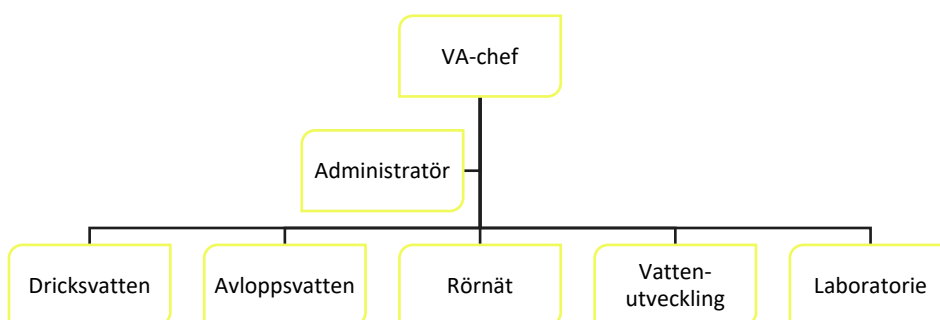 VA-chef
Administratör
Dricksvatten
Avloppsvatten
Rörnät
Vatten-
utveckling
Laboratorie